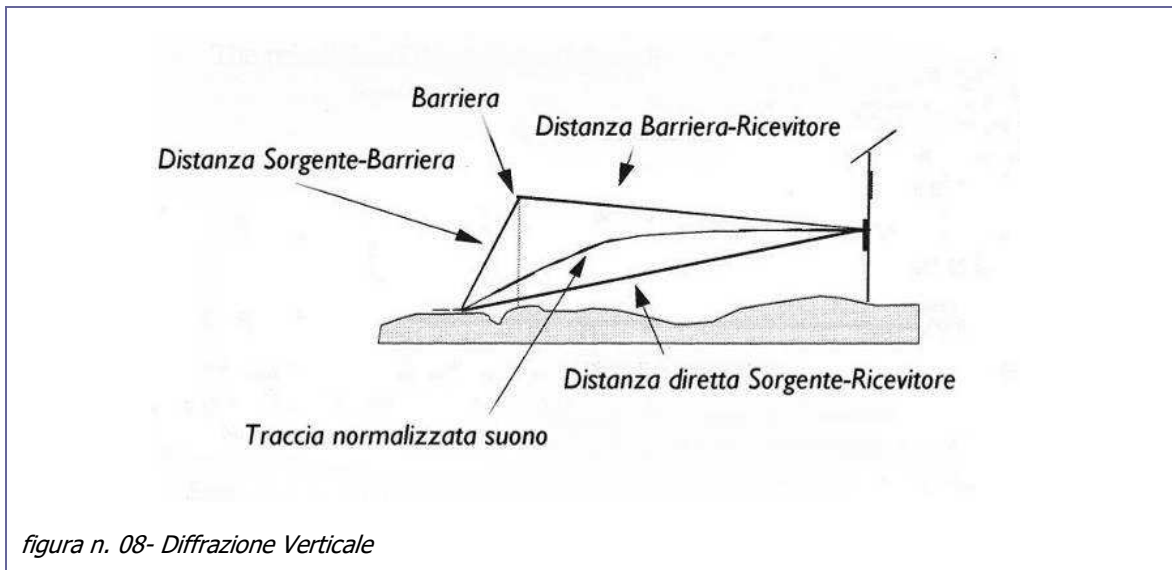 Barriera
Distanza Barriera-Ricevitore
Distanza Sorgente-Barriera
Distanza diretta Sorgente-Ricevitore
Traccia normalizzata suono
figura n. 08- Diffrazione Verticale